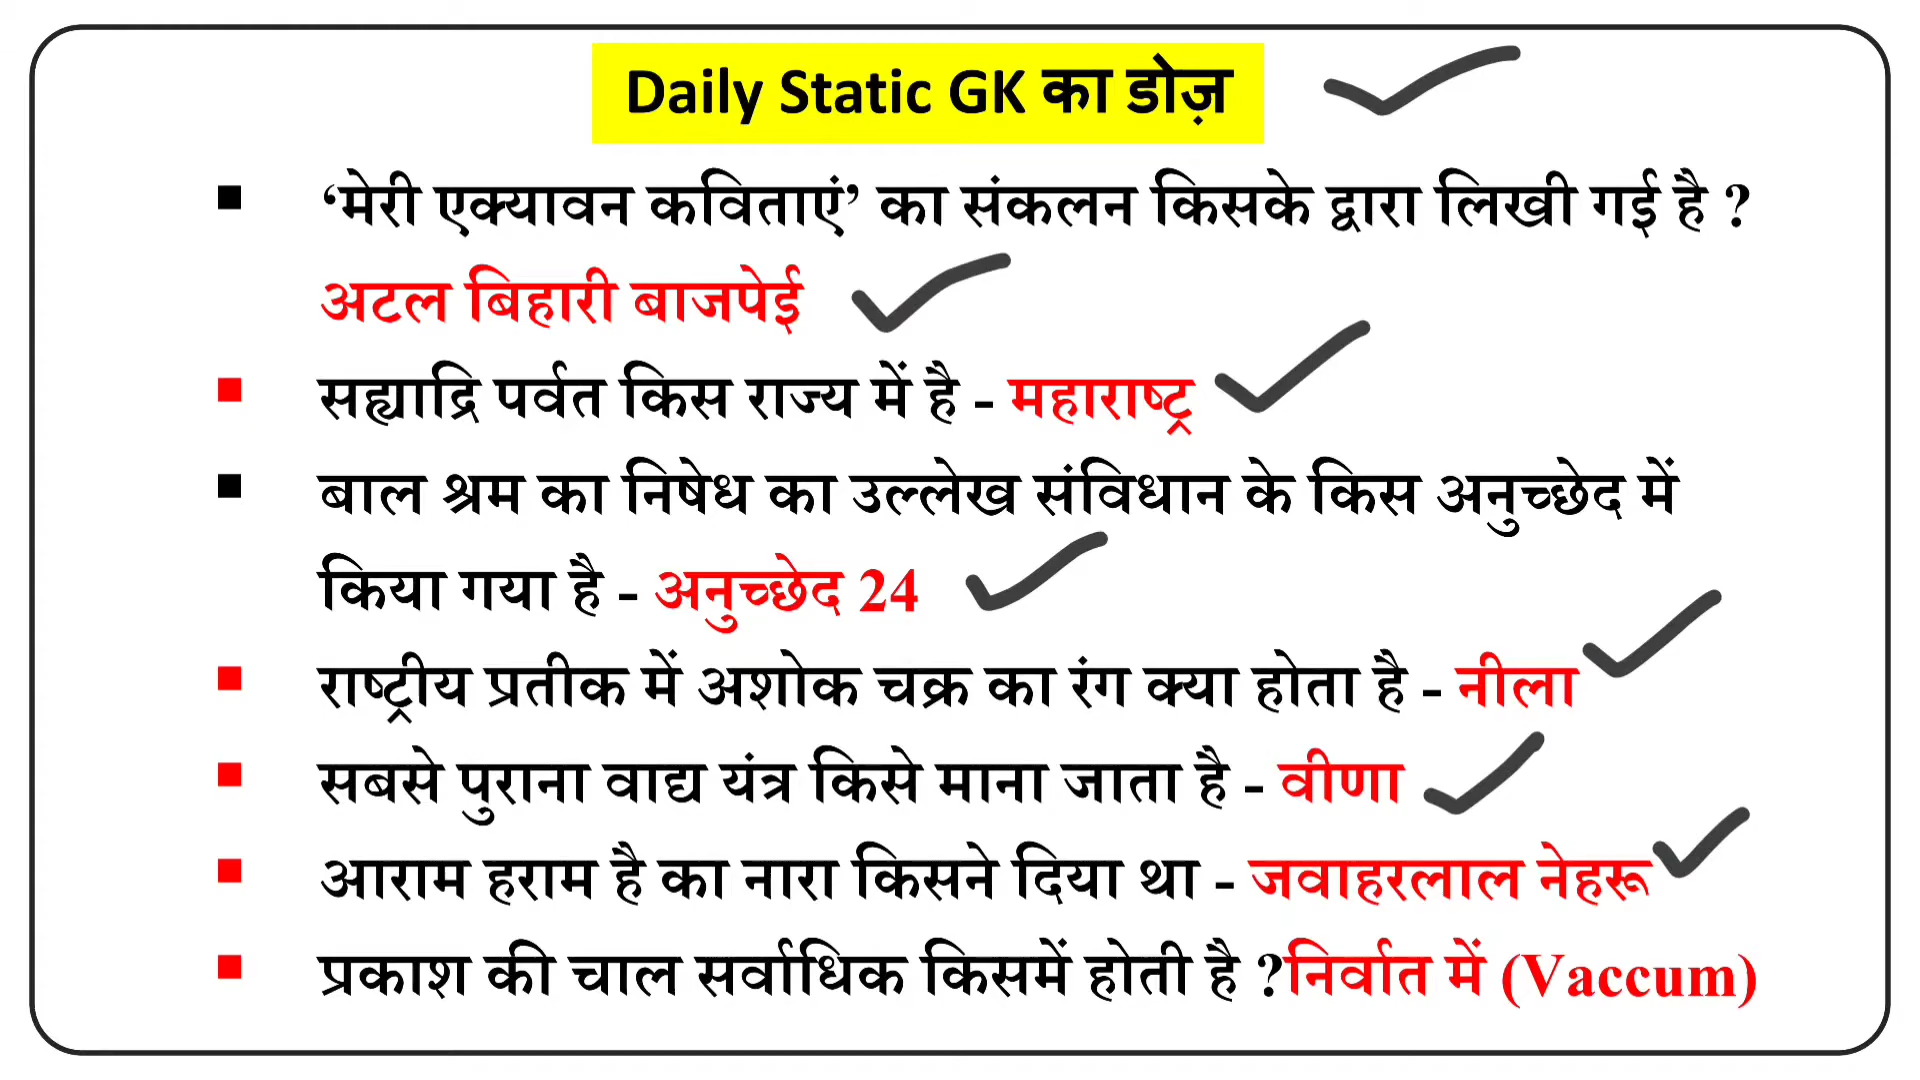 Daily Static GK का डोज़
‘मेरी एक्यावन कविताएं’ का संकलन किसके द्वारा लिखी गई है ?
अटल बिहारी बाजपेई
सह्याद्रि पर्वत किस राज्य में है - महाराष्ट्र
बाल श्रम का निषेध का उल्लेख संविधान के किस अनुच्छेद में
किया गया है - अनुच्छेद 24
राष्ट्रीय प्रतीक में अशोक चक्र का रंग क्या होता है - नीला
सबसे पुराना वाद्य यंत्र किसे माना जाता है - वीणा
आराम हराम है का नारा किसने दिया था - जवाहरलाल नेहरू
प्रकाश की चाल सर्वाधिक किसमें होती है ?निर्वात में (Vaccum)